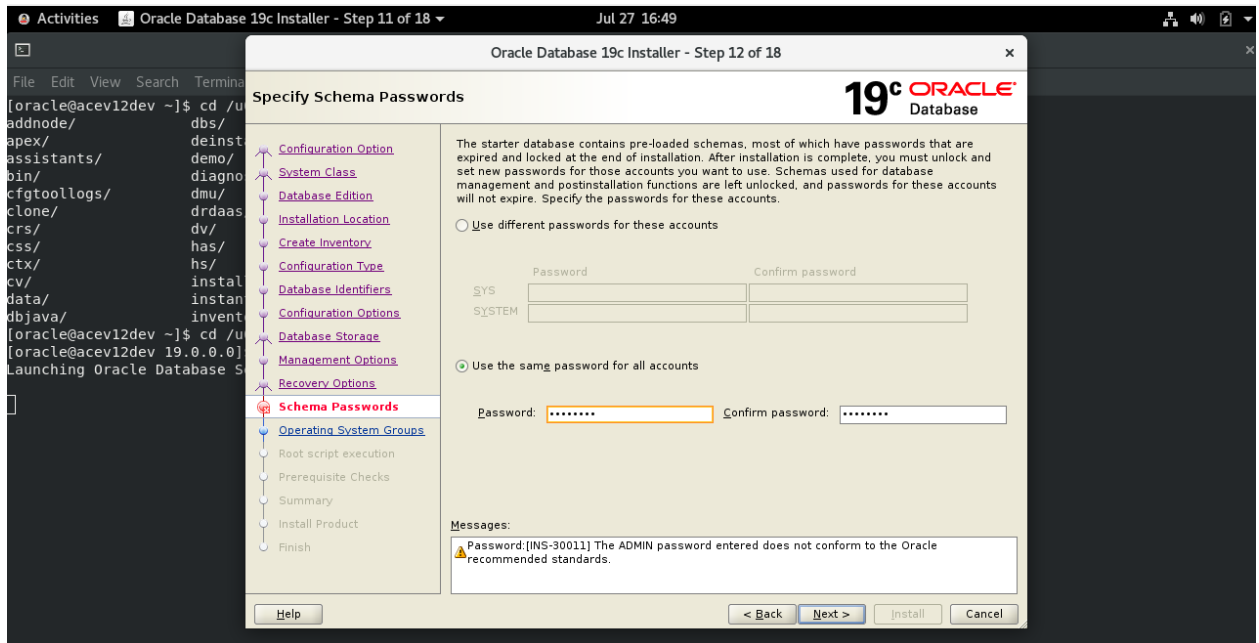 Activities
Oracle Database 19c Installer - Step 11 of 18
Jul 27 16:49
Oracle Database 19c Installer - Step 12 of 18
File Edit View Search Termina
[oracle@acev12dev ~]$ cd /u
addnode/ dbs/
apex/ deinst
assistants/ demo/
bin/ diagno
cfgtoollogs/ dmu/
clone/ drdaas
crs/ dv/
css/ has/
ctx/ hs/
cv/ instal
data/ instan
dbjava/ invent
[oracle@acev12dev ~]$ cd /u
[oracle@acev12dev 19.0.0.0]
Launching Oracle Database S
Specify Schema Passwords
19c ORACLE
Database
Configuration Option
System Class
Database Edition
Installation Location
Create Inventory
Configuration Type
Database Identifiers
Configuration Options
Database Storage
Management Options
Recovery Options
Schema Passwords
Operating System Groups
Root script execution
Prerequisite Checks
Summary
Install Product
Finish
The starter database contains pre-loaded schemas, most of which have passwords that are
expired and locked at the end of installation. After installation is complete, you must unlock and
set new passwords for those accounts you want to use. Schemas used for database
management and postinstallation functions are left unlocked, and passwords for these accounts
will not expire. Specify the passwords for these accounts.
Use different passwords for these accounts
Password Confirm password
SYS
SYSTEM
Use the same password for all accounts
Password: •••••••• Confirm password: ••••••••
Messages:
Password:[INS-30011] The ADMIN password entered does not conform to the Oracle
recommended standards.
Help
< Back Next > Install Cancel